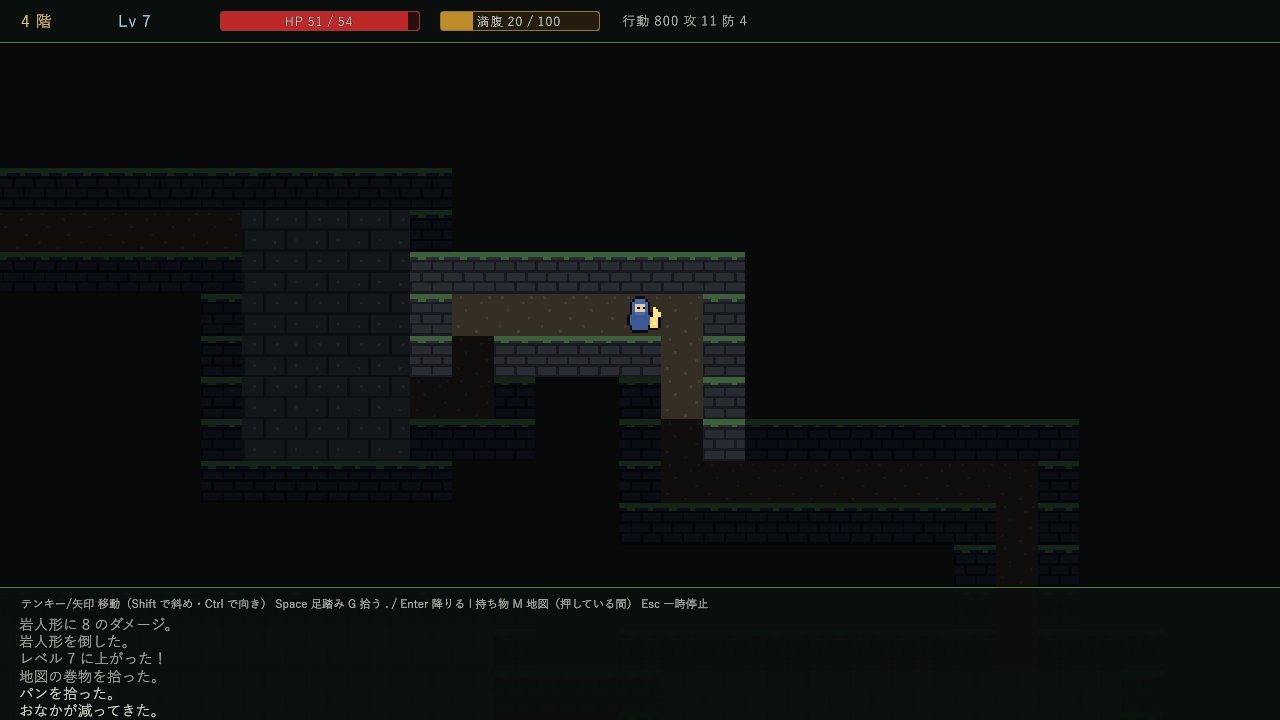 4 階 Lv 7 HP 51 / 54 満腹 20 / 100 行動 800 攻 11 防 4
テンキー/矢印 移動（Shift で斜め・Ctrl で向き） Space 足踏み G 拾う . / Enter 降りる I 持ち物 M 地図（押している間） Esc 一時停止
岩人形に 8 のダメージ。
岩人形を倒した。
レベル 7 に上がった！
地図の巻物を拾った。
パンを拾った。
おなかが減ってきた。